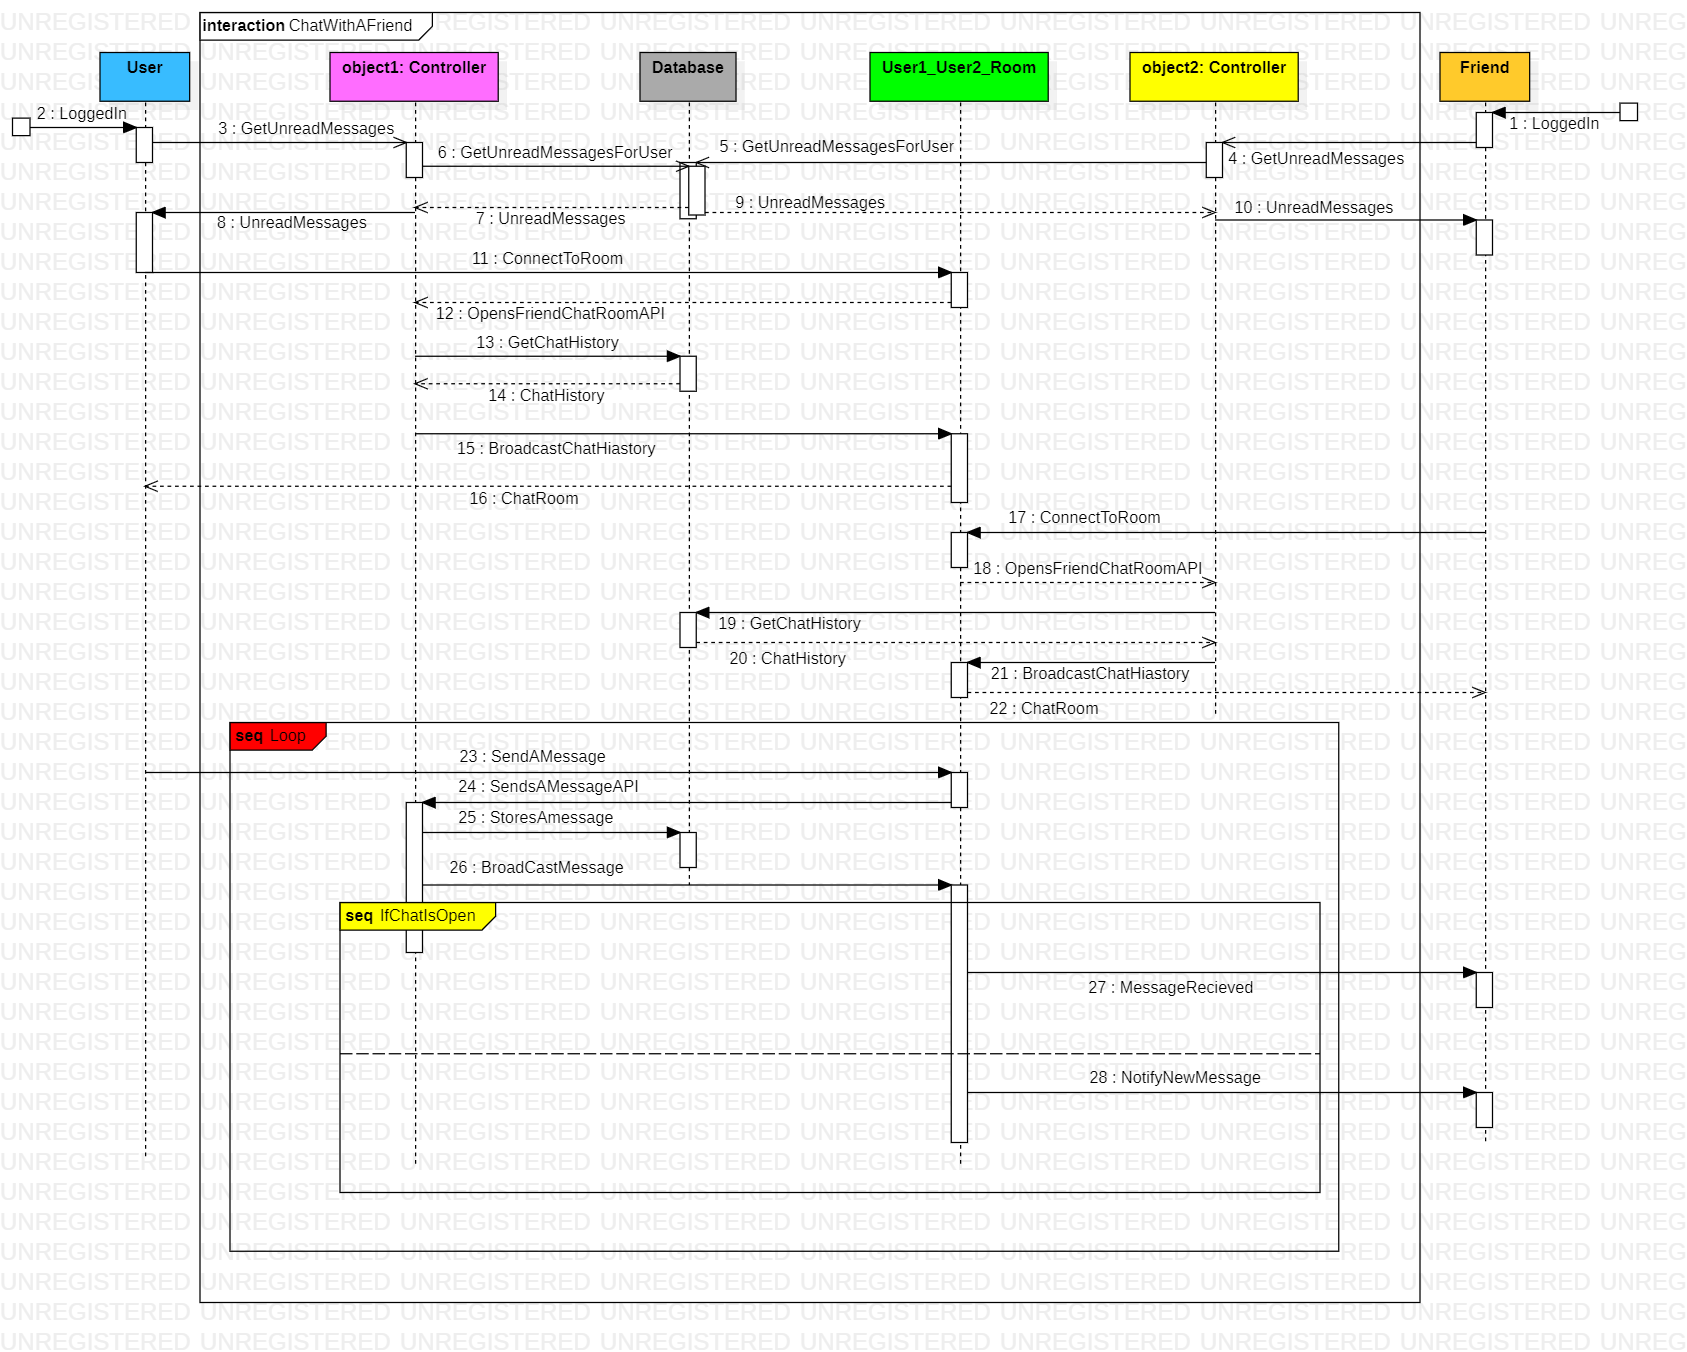 interaction ChatWithAFriend
User
object1: Controller
Database
User1_User2_Room
object2: Controller
Friend
2 : LoggedIn
1 : LoggedIn
3 : GetUnreadMessages
4 : GetUnreadMessages
5 : GetUnreadMessagesForUser
6 : GetUnreadMessagesForUser
7 : UnreadMessages
8 : UnreadMessages
9 : UnreadMessages
10 : UnreadMessages
11 : ConnectToRoom
12 : OpensFriendChatRoomAPI
13 : GetChatHistory
14 : ChatHistory
15 : BroadcastChatHiastory
16 : ChatRoom
17 : ConnectToRoom
18 : OpensFriendChatRoomAPI
19 : GetChatHistory
20 : ChatHistory
21 : BroadcastChatHiastory
22 : ChatRoom
seq Loop
23 : SendAMessage
24 : SendsAMessageAPI
25 : StoresAmessage
26 : BroadCastMessage
seq IfChatIsOpen
27 : MessageRecieved
28 : NotifyNewMessage
UNREGISTERED